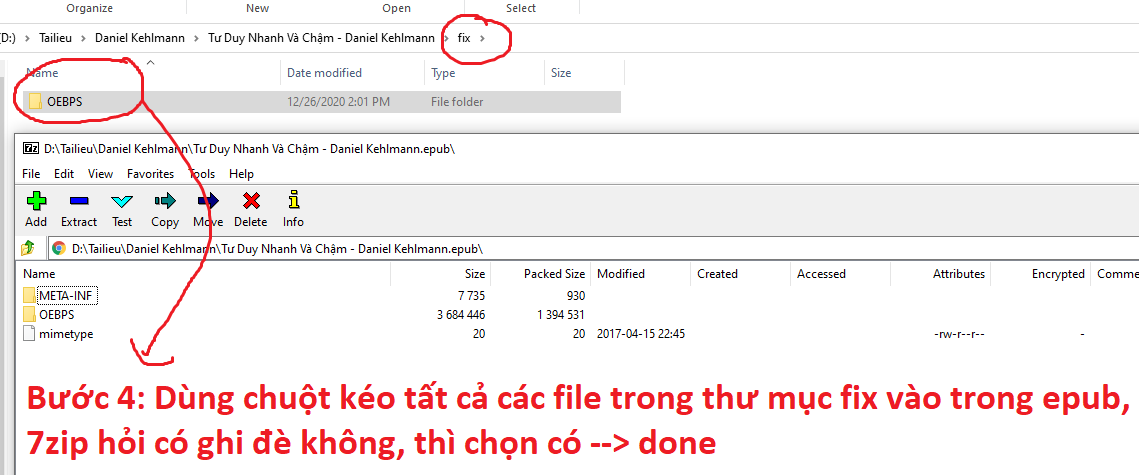 Organize New Open Select
(D:) > Tailieu > Daniel Kehlmann > Tư Duy Nhanh Và Chậm - Daniel Kehlmann > fix >
Name Date modified Type Size
OEBPS 12/26/2020 2:01 PM File folder
D:\Tailieu\Daniel Kehlmann\Tư Duy Nhanh Và Chậm - Daniel Kehlmann.epub\
File Edit View Favorites Tools Help
Add Extract Test Copy Move Delete Info
D:\Tailieu\Daniel Kehlmann\Tư Duy Nhanh Và Chậm - Daniel Kehlmann.epub\
Name Size Packed Size Modified Created Accessed Attributes Encrypted Comme
META-INF 7 735 930
OEBPS 3 684 446 1 394 531
mimetype 20 20 2017-04-15 22:45 -rw-r--r-- -
Bước 4: Dùng chuột kéo tất cả các file trong thư mục fix vào trong epub,
7zip hỏi có ghi đè không, thì chọn có --> done